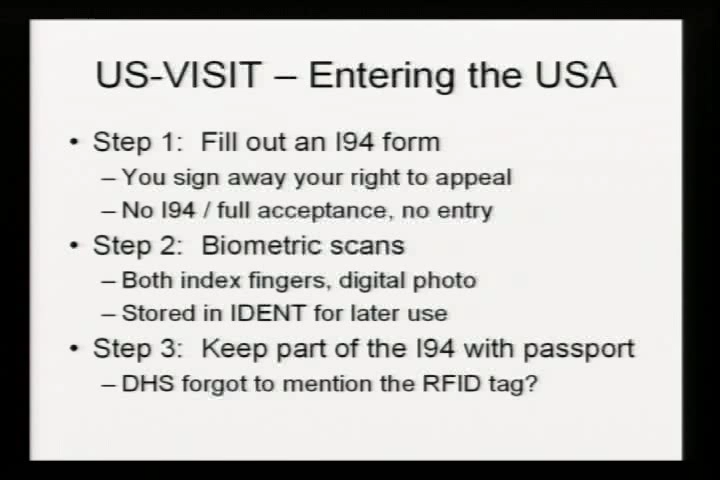 US-VISIT – Entering the USA
• Step 1: Fill out an I94 form
– You sign away your right to appeal
– No I94 / full acceptance, no entry
• Step 2: Biometric scans
– Both index fingers, digital photo
– Stored in IDENT for later use
• Step 3: Keep part of the I94 with passport
– DHS forgot to mention the RFID tag?